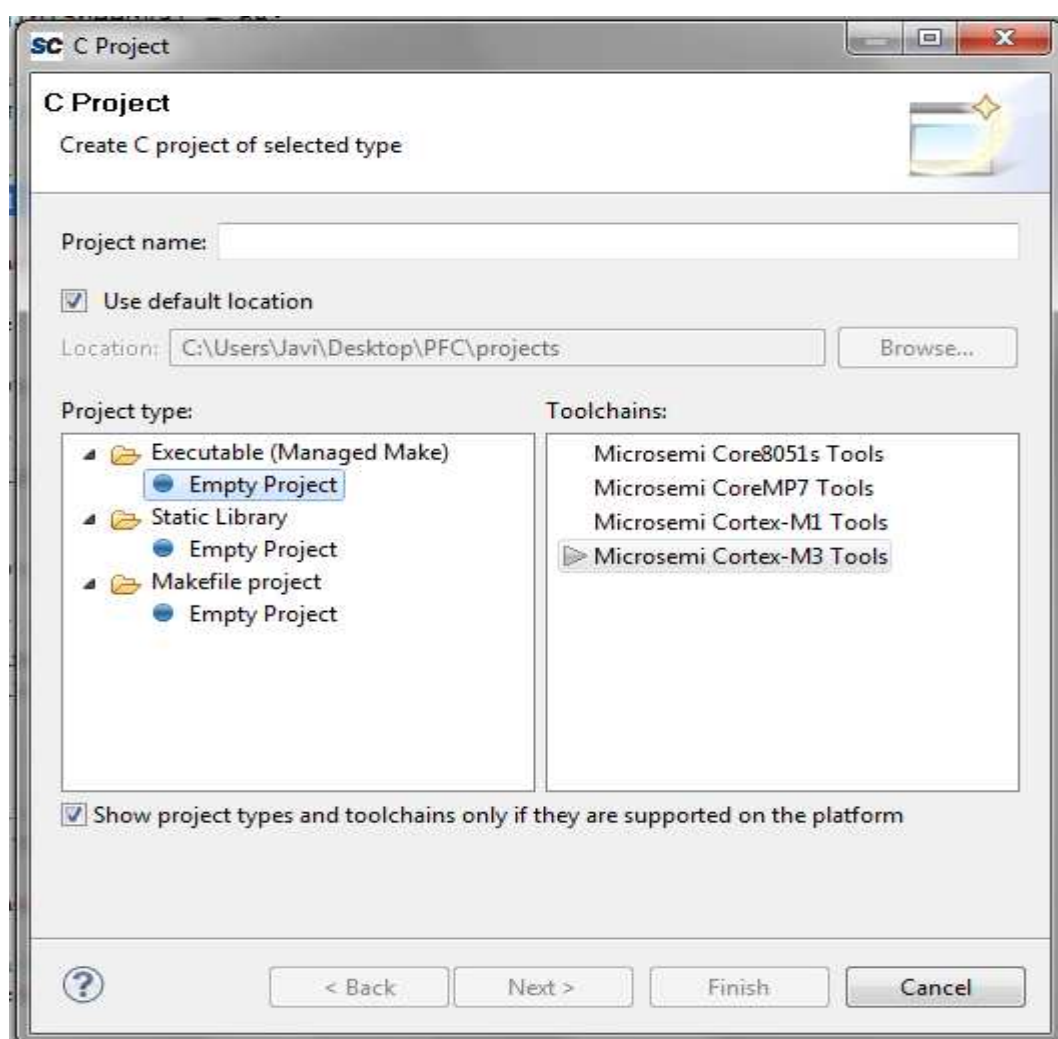 SC C Project
C Project
Create C project of selected type
Project name:
Use default location
Location: C:\Users\Javi\Desktop\PFC\projects Browse...
Project type:
Executable (Managed Make)
Empty Project
Static Library
Empty Project
Makefile project
Empty Project
Toolchains:
Microsemi Core8051s Tools
Microsemi CoreMP7 Tools
Microsemi Cortex-M1 Tools
Microsemi Cortex-M3 Tools
Show project types and toolchains only if they are supported on the platform
? < Back Next > Finish Cancel